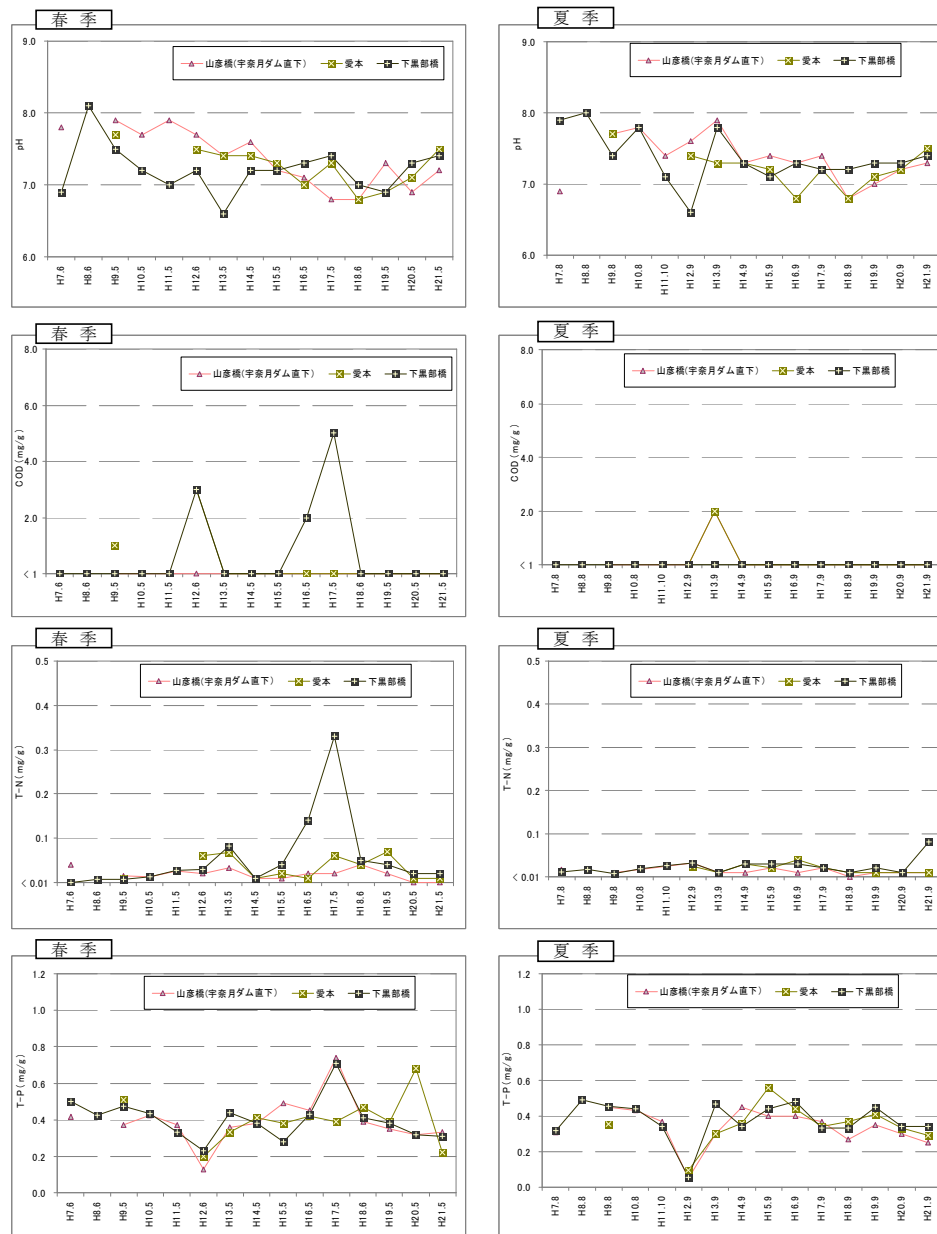 春 季
9.0
8.0
7.0
6.0
pH
山彦橋(宇奈月ダム直下) 愛本 下黒部橋
H7.6 H8.6 H9.5 H10.5 H11.5 H12.6 H13.5 H14.5 H15.5 H16.5 H17.5 H18.6 H19.5 H20.5 H21.5
夏 季
9.0
8.0
7.0
6.0
pH
山彦橋(宇奈月ダム直下) 愛本 下黒部橋
H7.8 H8.8 H9.8 H10.8 H11.10 H12.9 H13.9 H14.9 H15.9 H16.9 H17.9 H18.9 H19.9 H20.9 H21.9
春 季
8.0
6.0
4.0
2.0
<1
COD(mg/g)
山彦橋(宇奈月ダム直下) 愛本 下黒部橋
H7.6 H8.6 H9.5 H10.5 H11.5 H12.6 H13.5 H14.5 H15.5 H16.5 H17.5 H18.6 H19.5 H20.5 H21.5
夏 季
8.0
6.0
4.0
2.0
<1
COD(mg/g)
山彦橋(宇奈月ダム直下) 愛本 下黒部橋
H7.8 H8.8 H9.8 H10.8 H11.10 H12.9 H13.9 H14.9 H15.9 H16.9 H17.9 H18.9 H19.9 H20.9 H21.9
春 季
0.5
0.4
0.3
0.2
0.1
<0.01
T-N(mg/g)
山彦橋(宇奈月ダム直下) 愛本 下黒部橋
H7.6 H8.6 H9.5 H10.5 H11.5 H12.6 H13.5 H14.5 H15.5 H16.5 H17.5 H18.6 H19.5 H20.5 H21.5
夏 季
0.5
0.4
0.3
0.2
0.1
<0.01
T-N(mg/g)
山彦橋(宇奈月ダム直下) 愛本 下黒部橋
H7.8 H8.8 H9.8 H10.8 H11.10 H12.9 H13.9 H14.9 H15.9 H16.9 H17.9 H18.9 H19.9 H20.9 H21.9
春 季
1.2
1.0
0.8
0.6
0.4
0.2
0.0
T-P(mg/g)
山彦橋(宇奈月ダム直下) 愛本 下黒部橋
H7.6 H8.6 H9.5 H10.5 H11.5 H12.6 H13.5 H14.5 H15.5 H16.5 H17.5 H18.6 H19.5 H20.5 H21.5
夏 季
1.2
1.0
0.8
0.6
0.4
0.2
0.0
T-P(mg/g)
山彦橋(宇奈月ダム直下) 愛本 下黒部橋
H7.8 H8.8 H9.8 H10.8 H11.10 H12.9 H13.9 H14.9 H15.9 H16.9 H17.9 H18.9 H19.9 H20.9 H21.9